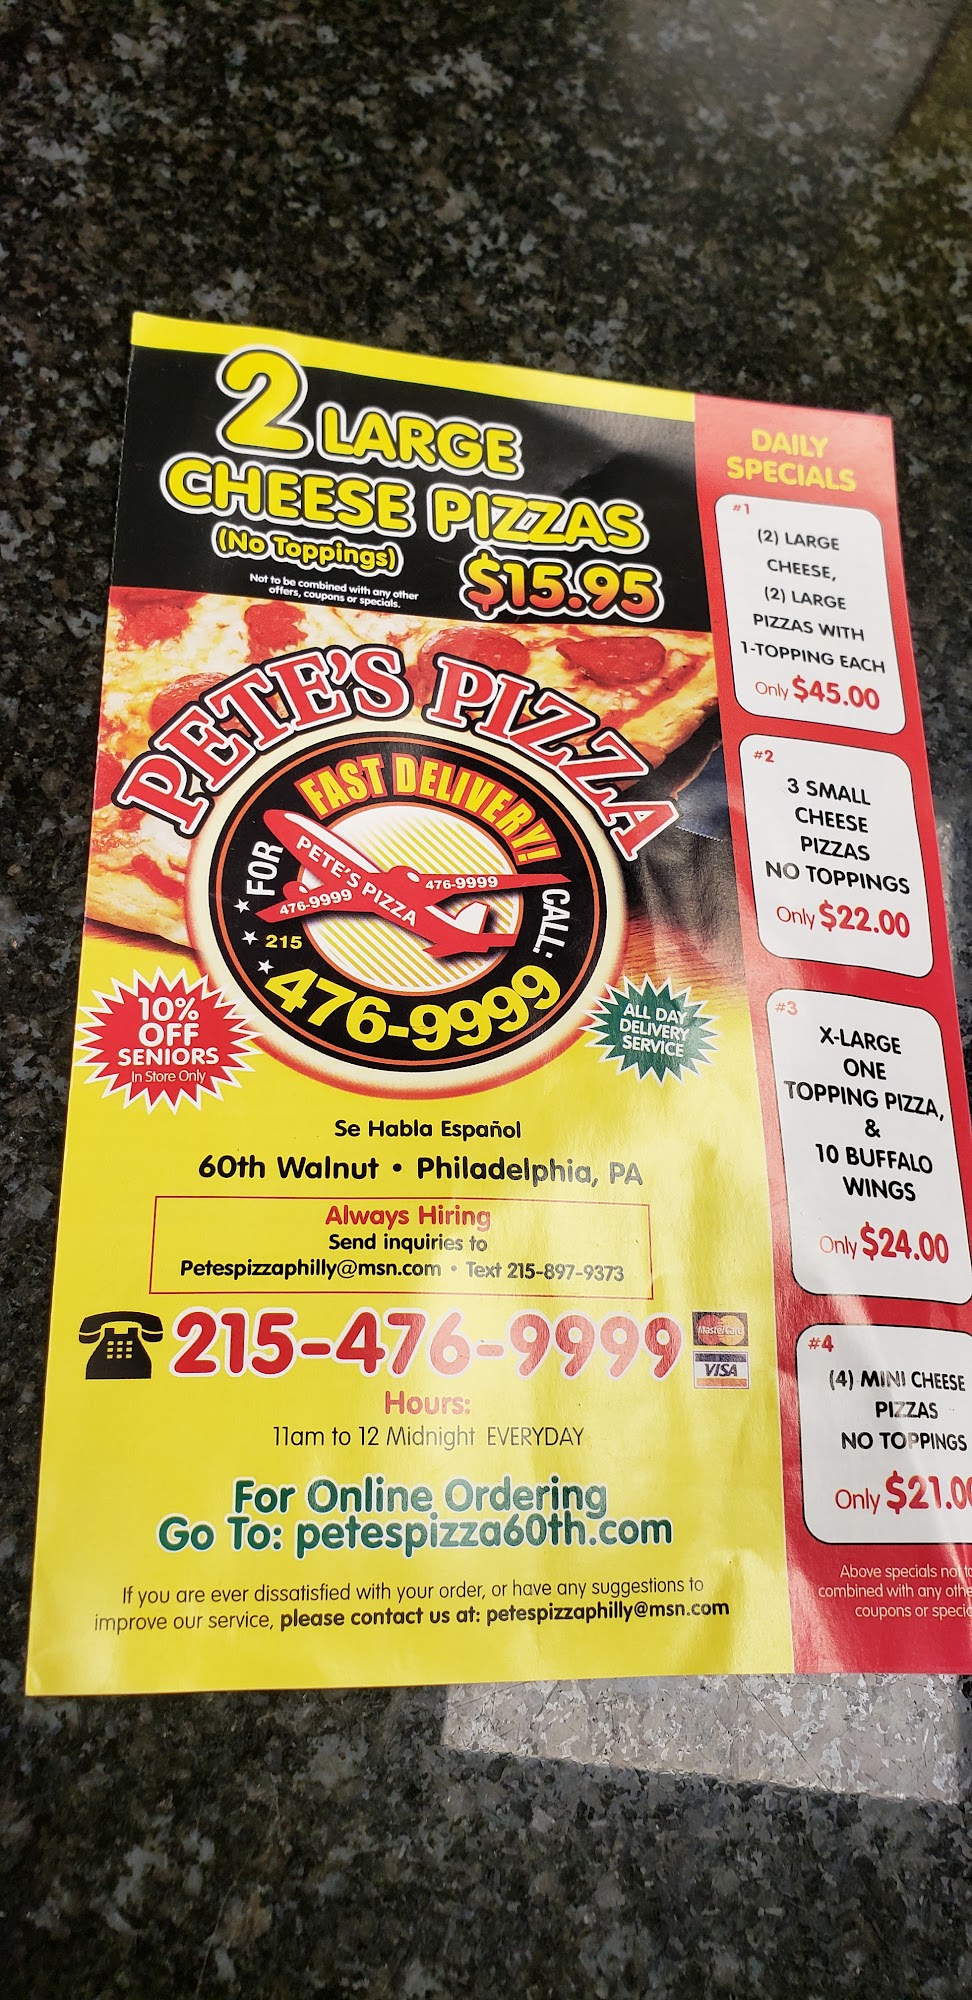 2 LARGE
CHEESE PIZZAS
(No Toppings)
Not to be combined with any other
offers, coupons or specials.
$15.95
PETE'S PIZZA
FAST DELIVERY!
FOR
CALL:
PETE'S PIZZA
476-9999
476-9999
215
476-9999
10%
OFF
SENIORS
In Store Only
ALL DAY
DELIVERY
SERVICE
Se Habla Español
60th Walnut • Philadelphia, PA
Always Hiring
Send inquiries to
Petespizzaphilly@msn.com • Text 215-897-9373
215-476-9999
MasterCard
VISA
Hours:
11am to 12 Midnight EVERYDAY
For Online Ordering
Go To: petespizza60th.com
If you are ever dissatisfied with your order, or have any suggestions to
improve our service, please contact us at: petespizzaphilly@msn.com
DAILY
SPECIALS
#1
(2) LARGE
CHEESE,
(2) LARGE
PIZZAS WITH
1-TOPPING EACH
Only $45.00
#2
3 SMALL
CHEESE
PIZZAS
NO TOPPINGS
Only $22.00
#3
X-LARGE
ONE
TOPPING PIZZA,
&
10 BUFFALO
WINGS
Only $24.00
#4
(4) MINI CHEESE
PIZZAS
NO TOPPINGS
Only $21.00
Above specials not
combined with any
coupons or